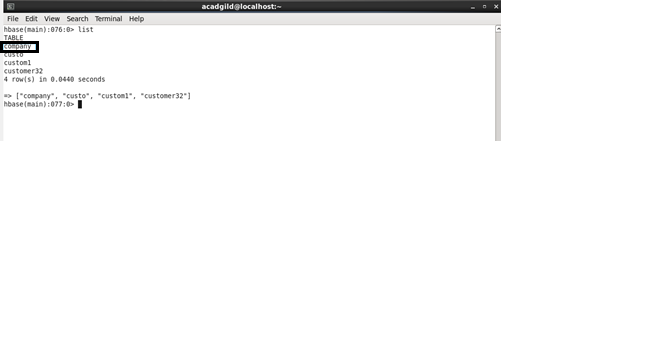 acadgild@localhost:~
File Edit View Search Terminal Help
hbase(main):076:0> list
TABLE
company
custo
custom1
customer32
4 row(s) in 0.0440 seconds
=> ["company", "custo", "custom1", "customer32"]
hbase(main):077:0>